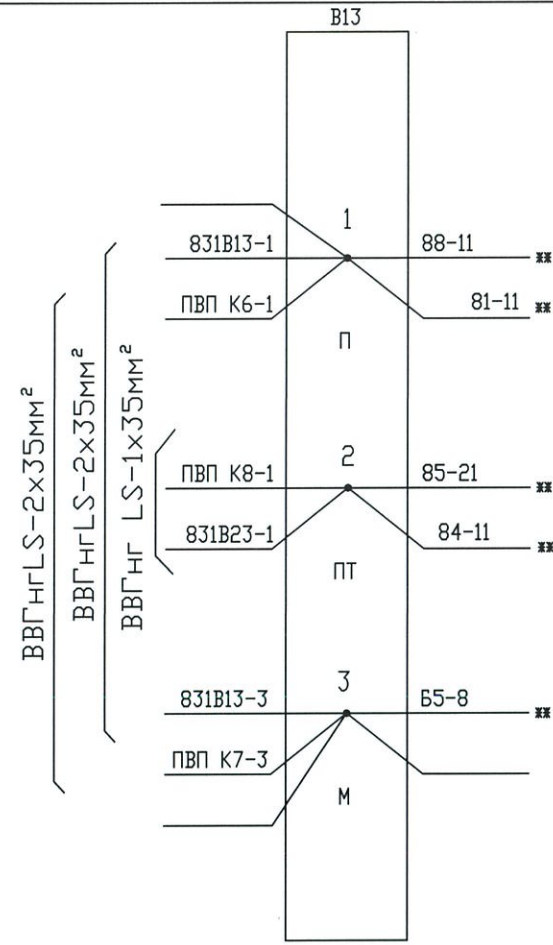 В13
1
831В13-1
88-11
**
ПВП К6-1
81-11
**
П
2
ПВП К8-1
85-21
**
831В23-1
84-11
**
ПТ
3
831В13-3
Б5-8
**
ПВП К7-3
М
ВВГнгLS-2х35мм²
ВВГнгLS-2х35мм²
ВВГнг LS-1х35мм²